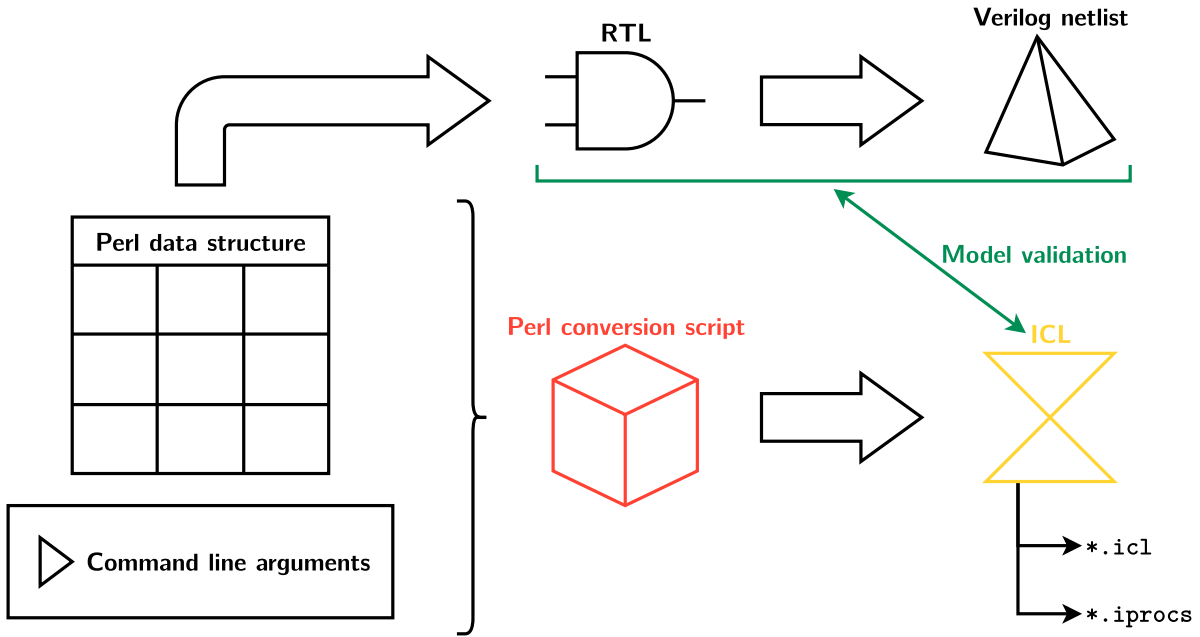 Verilog netlist
RTL
Perl data structure
Model validation
Perl conversion script
ICL
Command line arguments
*.icl
*.iprocs